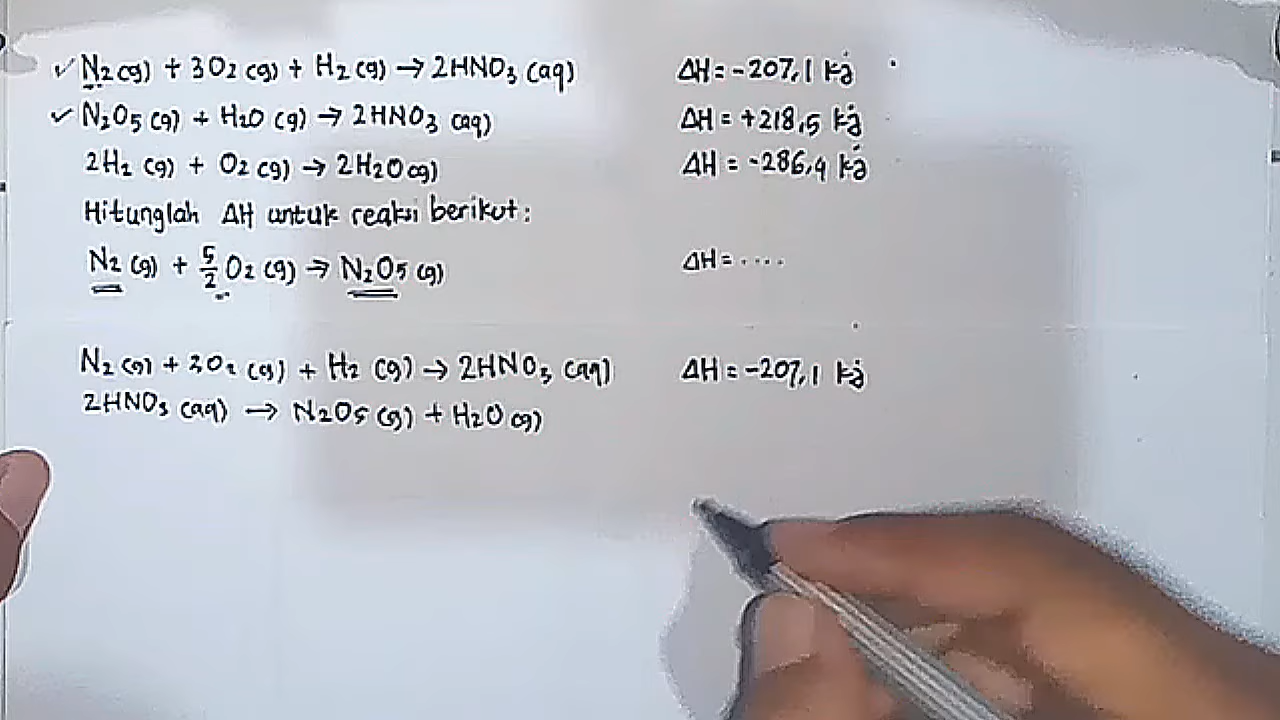 ✓ N2(g) + 3O2(g) + H2(g) → 2HNO3(aq) ΔH = -207,1 kJ
✓ N2O5(g) + H2O(g) → 2HNO3(aq) ΔH = +218,5 kJ
2H2(g) + O2(g) → 2H2O(g) ΔH = -286,4 kJ
Hitunglah ΔH untuk reaksi berikut:
N2(g) + 5/2 O2(g) → N2O5(g) ΔH = ....
N2(g) + 3O2(g) + H2(g) → 2HNO3(aq) ΔH = -207,1 kJ
2HNO3(aq) → N2O5(g) + H2O(g)